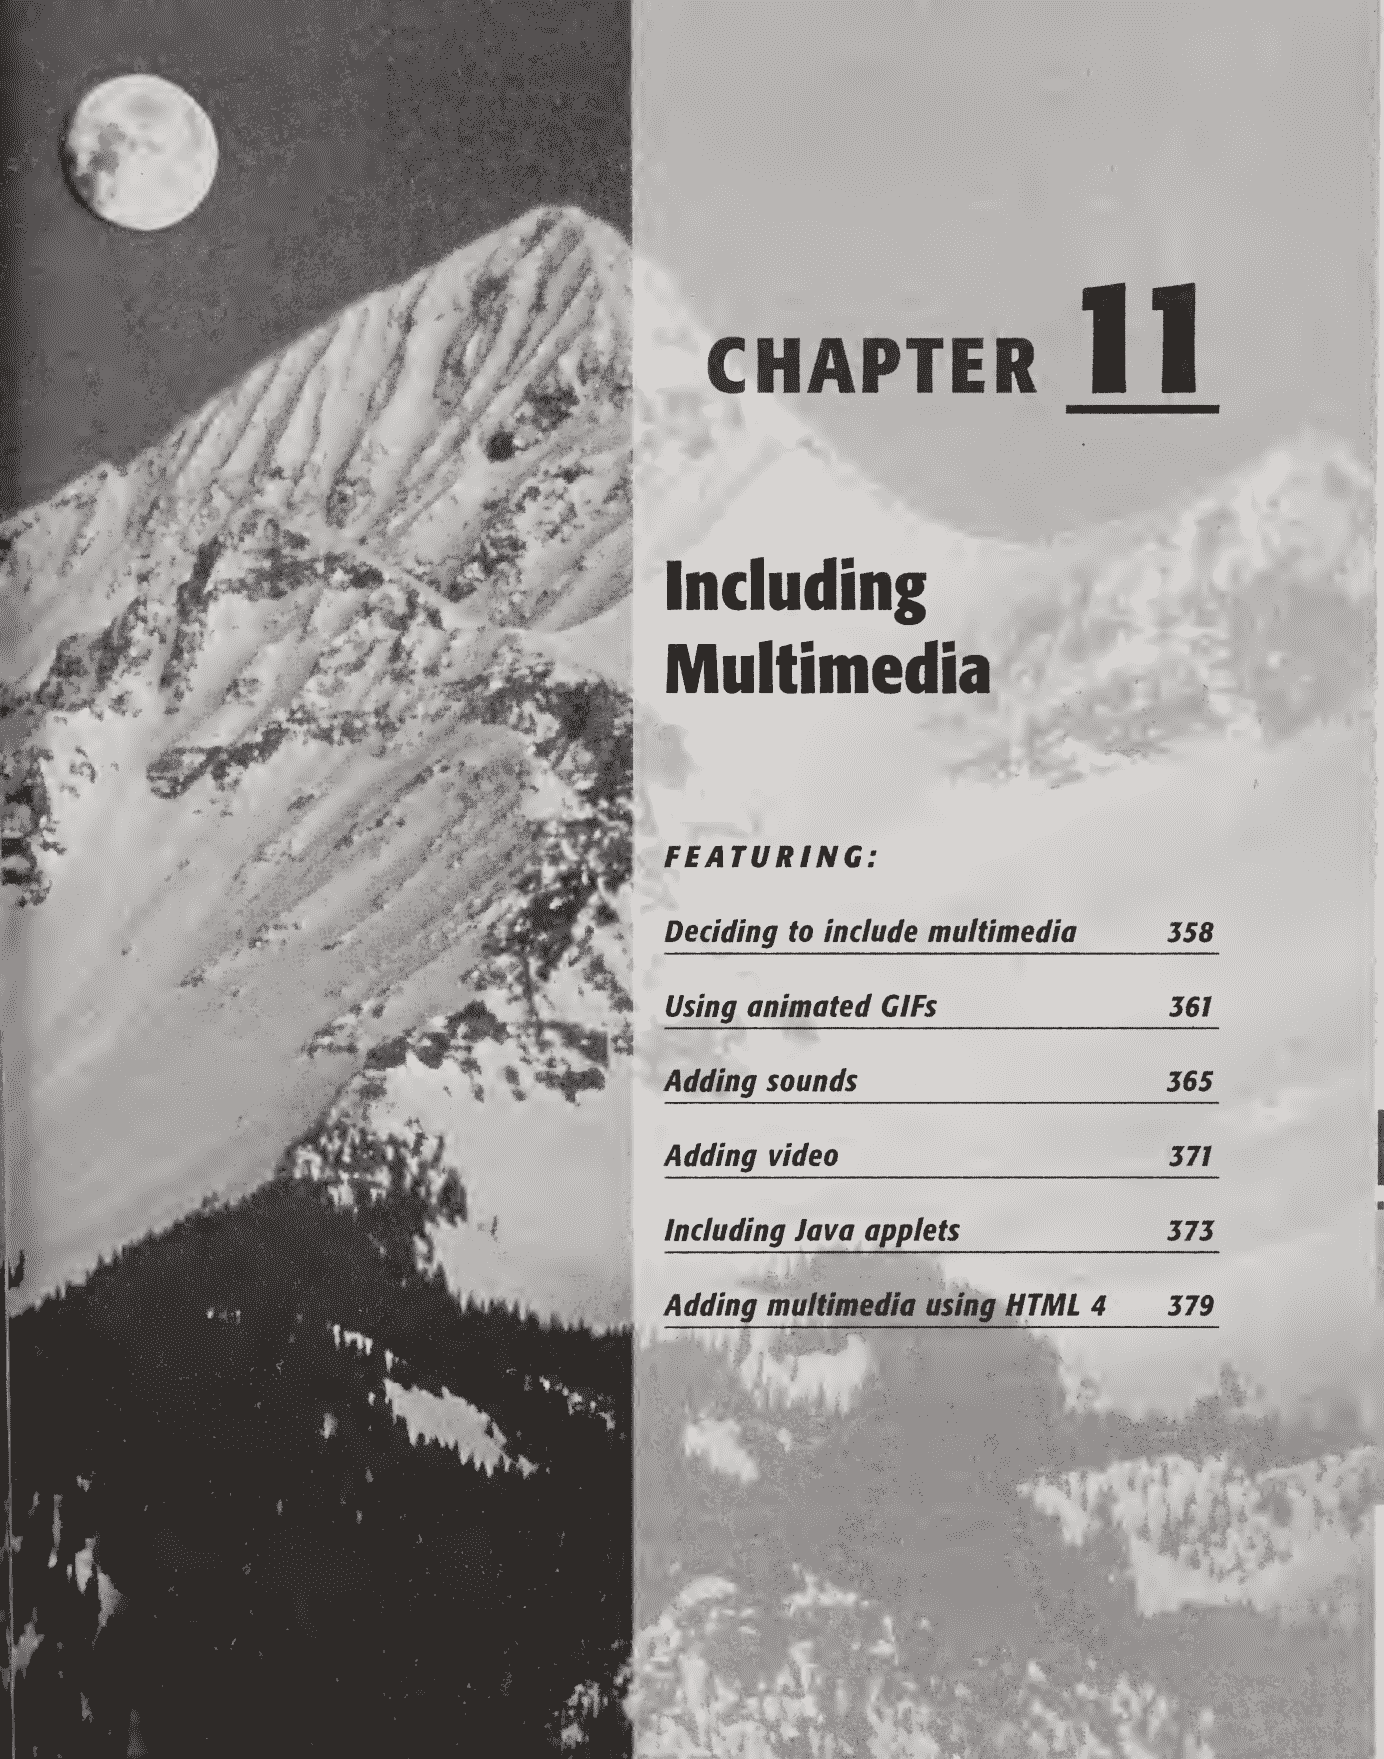 CHAPTER 11
Including
Multimedia
FEATURING:
Deciding to include multimedia 358
Using animated GIFs 361
Adding sounds 365
Adding video 371
Including Java applets 373
Adding multimedia using HTML 4 379